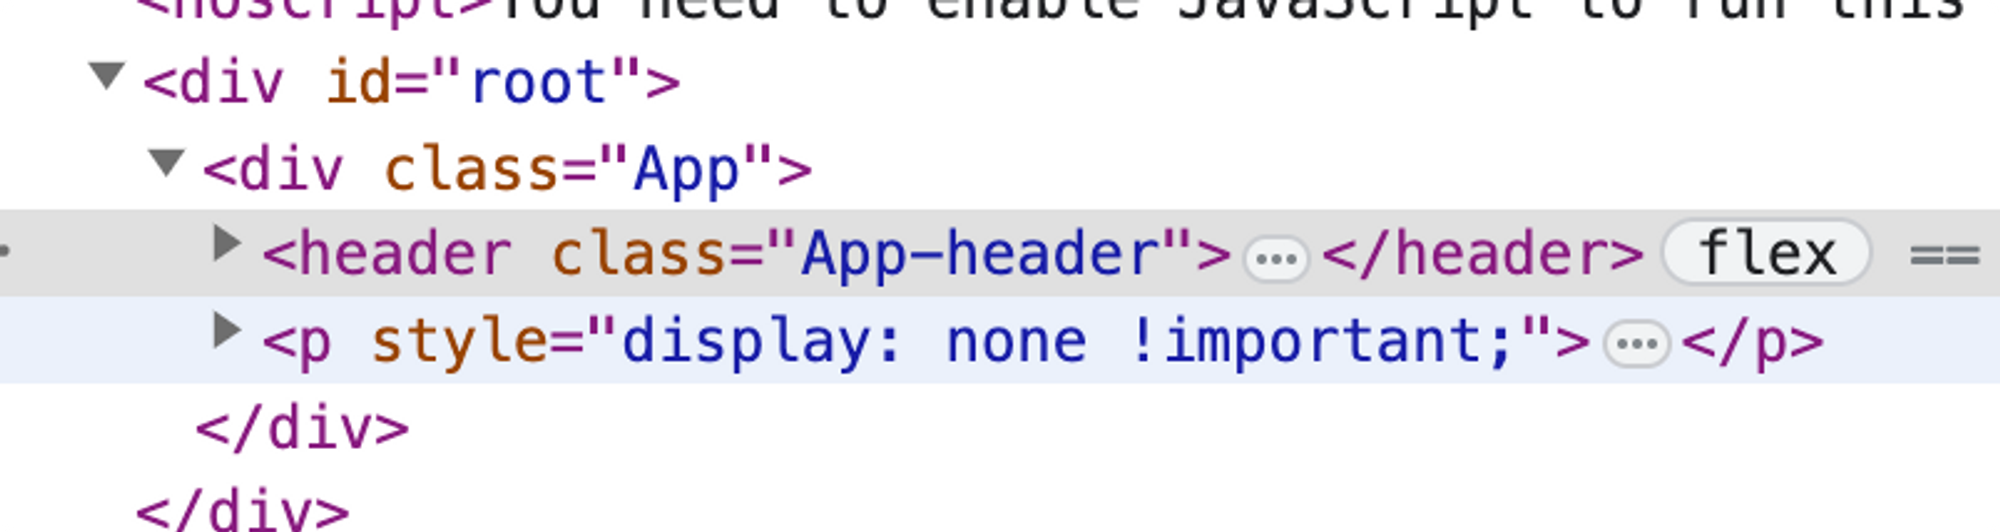 <noscript>You need to enable JavaScript to run this
<div id="root">
<div class="App">
<header class="App-header">…</header> flex ==
<p style="display: none !important;">…</p>
</div>
</div>